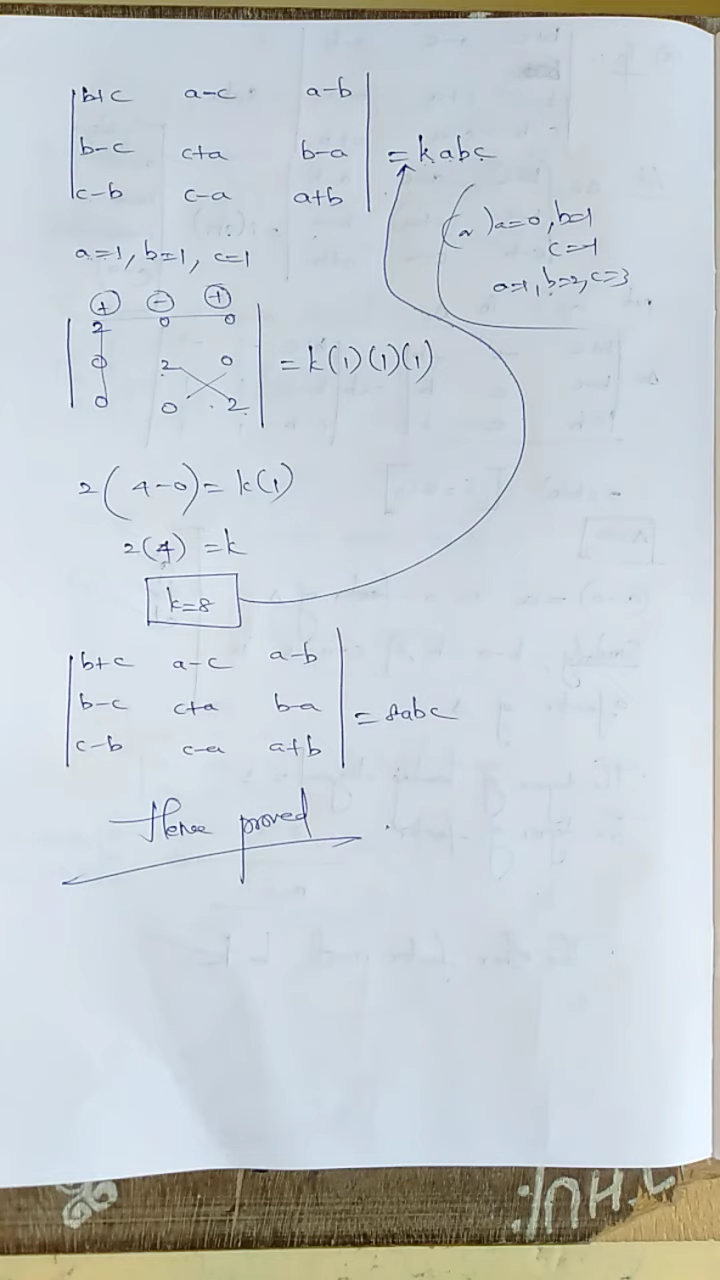 b+c a-c a-b
b-c c+a b-a = kabc
c-b c-a a+b
a=1, b=1, c=1
(or) a=0, b=1
c=-1
a=1, b=2, c=3
+ - +
2 0 0
0 2 0 = k(1)(1)(1)
0 0 2
2(4-0) = k(1)
2(4) = k
k=8
b+c a-c a-b
b-c c+a b-a = 8abc
c-b c-a a+b
Hence proved